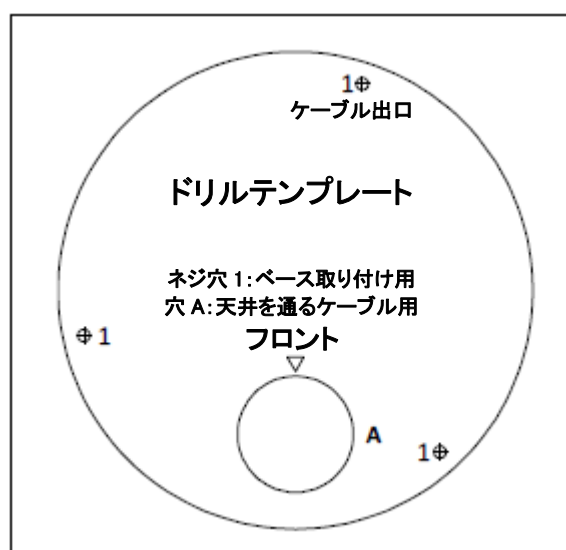 1
ケーブル出口
ドリルテンプレート
ネジ穴 1:ベース取り付け用
穴 A:天井を通るケーブル用
フロント
1
A
1